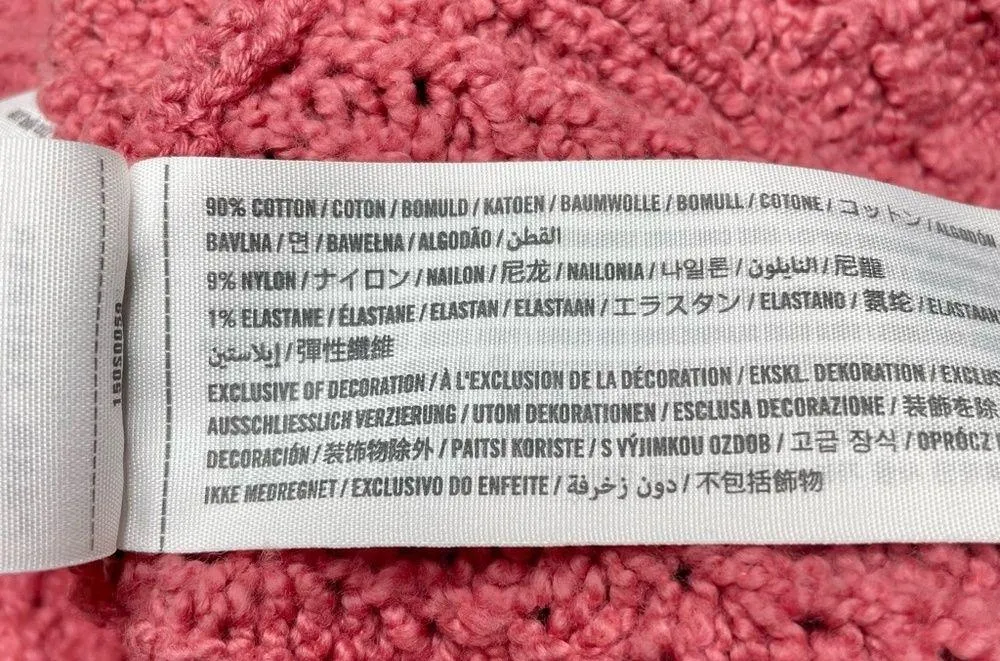 90% COTTON / COTON / BOMULD / KATOEN / BAUMWOLLE / BOMULL / COTONE / コットン / ALGODÓN
BAVLNA / 면 / BAWEŁNA / ALGODÃO / القطن
9% NYLON / ナイロン / NAILON / 尼龙 / NAILONIA / 나일론 / النايلون / 尼龍
1% ELASTANE / ÉLASTANE / ELASTAN / ELASTAAN / エラスタン / ELASTANO / 氨纶 /
إيلاستين / 彈性纖維
EXCLUSIVE OF DECORATION / À L'EXCLUSION DE LA DÉCORATION / EKSKL. DEKORATION /
AUSSCHLIESSLICH VERZIERUNG / UTOM DEKORATIONEN / ESCLUSA DECORAZIONE / 装飾を除
DECORACIÓN / 装饰物除外 / PAITSI KORISTE / S VÝJIMKOU OZDOB / 고급 장식 / OPRÓCZ
IKKE MEDREGNET / EXCLUSIVO DO ENFEITE / دون زخرفة / 不包括飾物